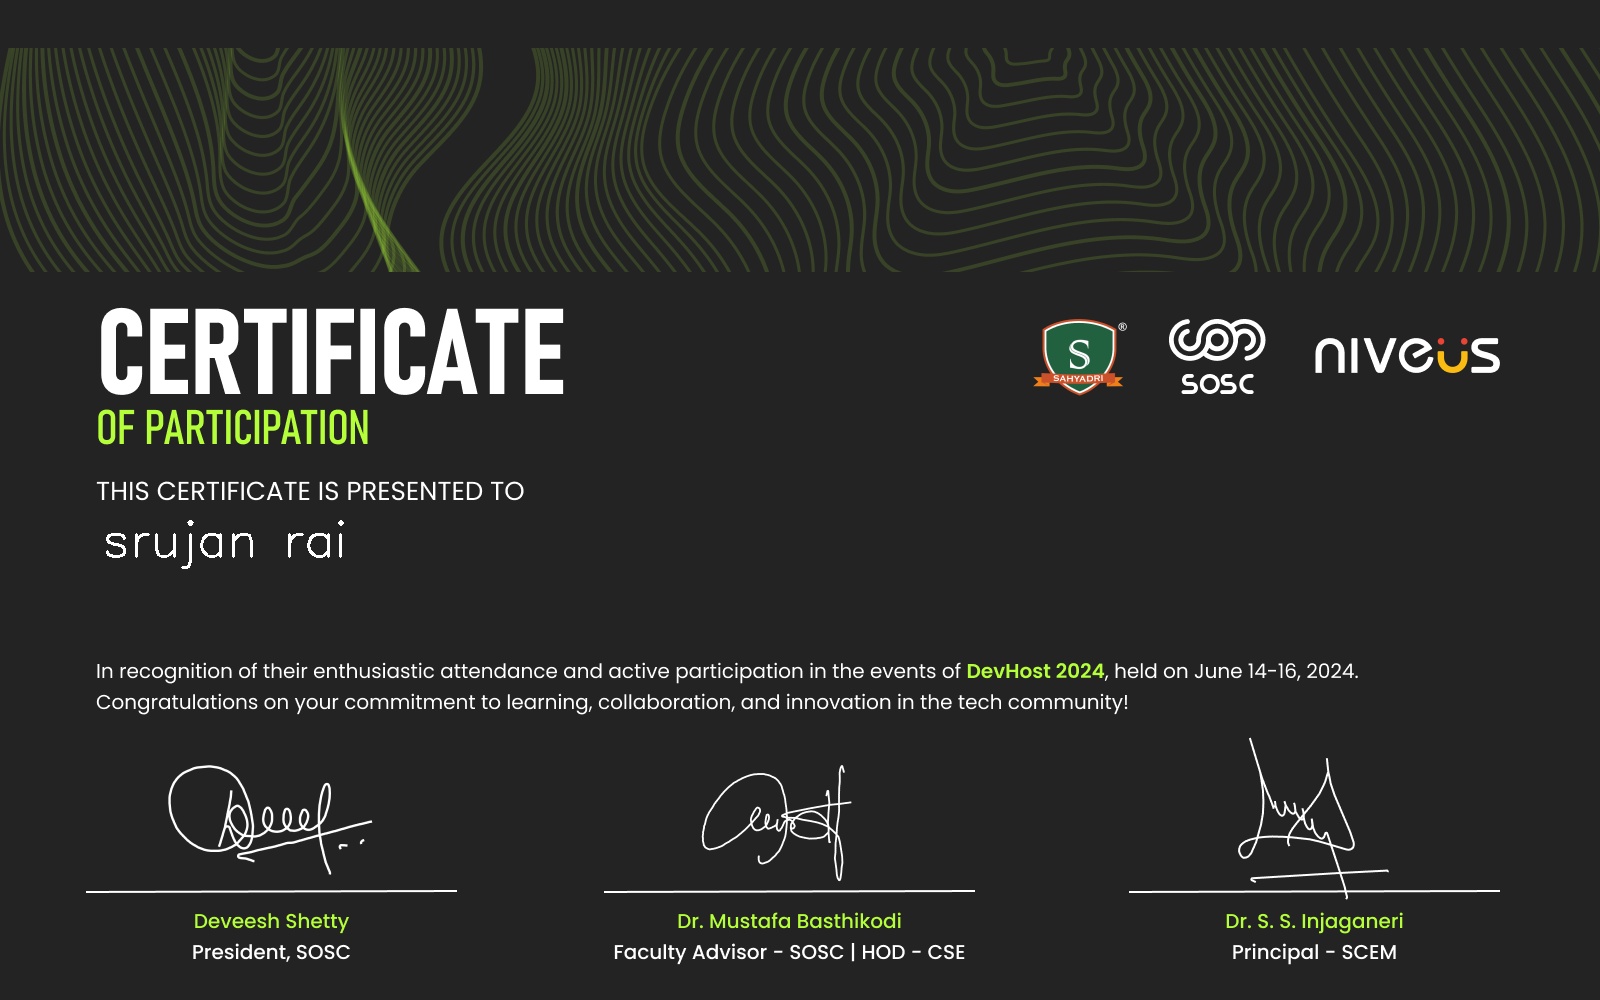 CERTIFICATE
OF PARTICIPATION
S
SAHYADRI
®
SOSC
niveüs
THIS CERTIFICATE IS PRESENTED TO
srujan rai
In recognition of their enthusiastic attendance and active participation in the events of DevHost 2024, held on June 14-16, 2024.
Congratulations on your commitment to learning, collaboration, and innovation in the tech community!
Deveesh Shetty
President, SOSC
Dr. Mustafa Basthikodi
Faculty Advisor - SOSC | HOD - CSE
Dr. S. S. Injaganeri
Principal - SCEM